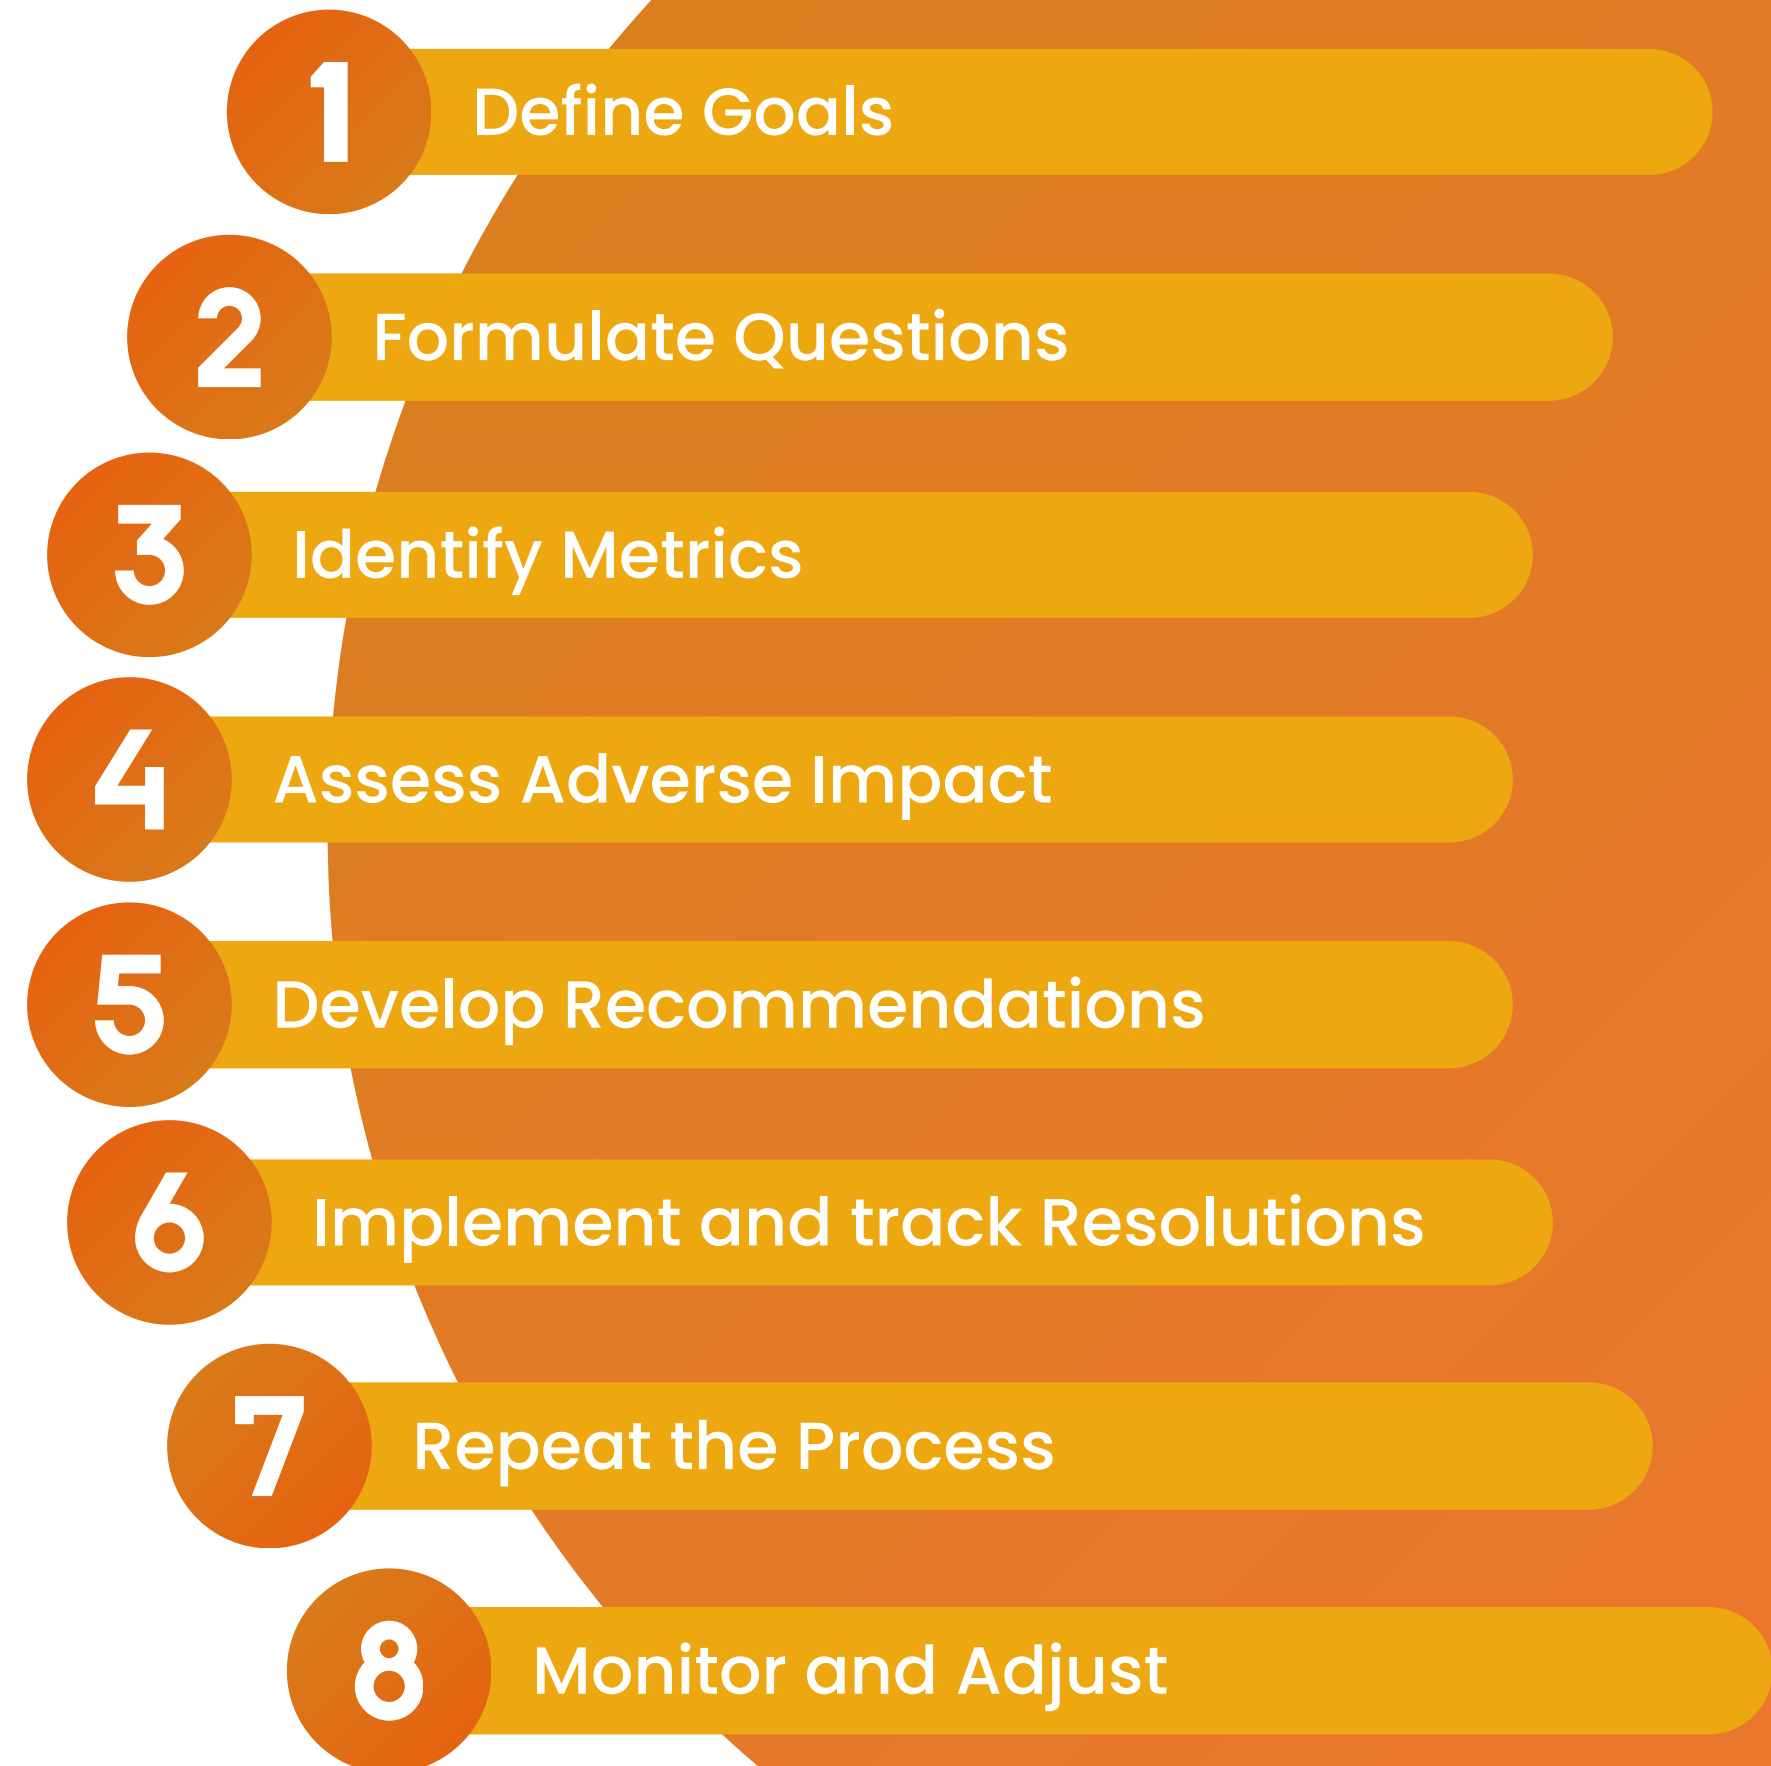 1 Define Goals
2 Formulate Questions
3 Identify Metrics
4 Assess Adverse Impact
5 Develop Recommendations
6 Implement and track Resolutions
7 Repeat the Process
8 Monitor and Adjust